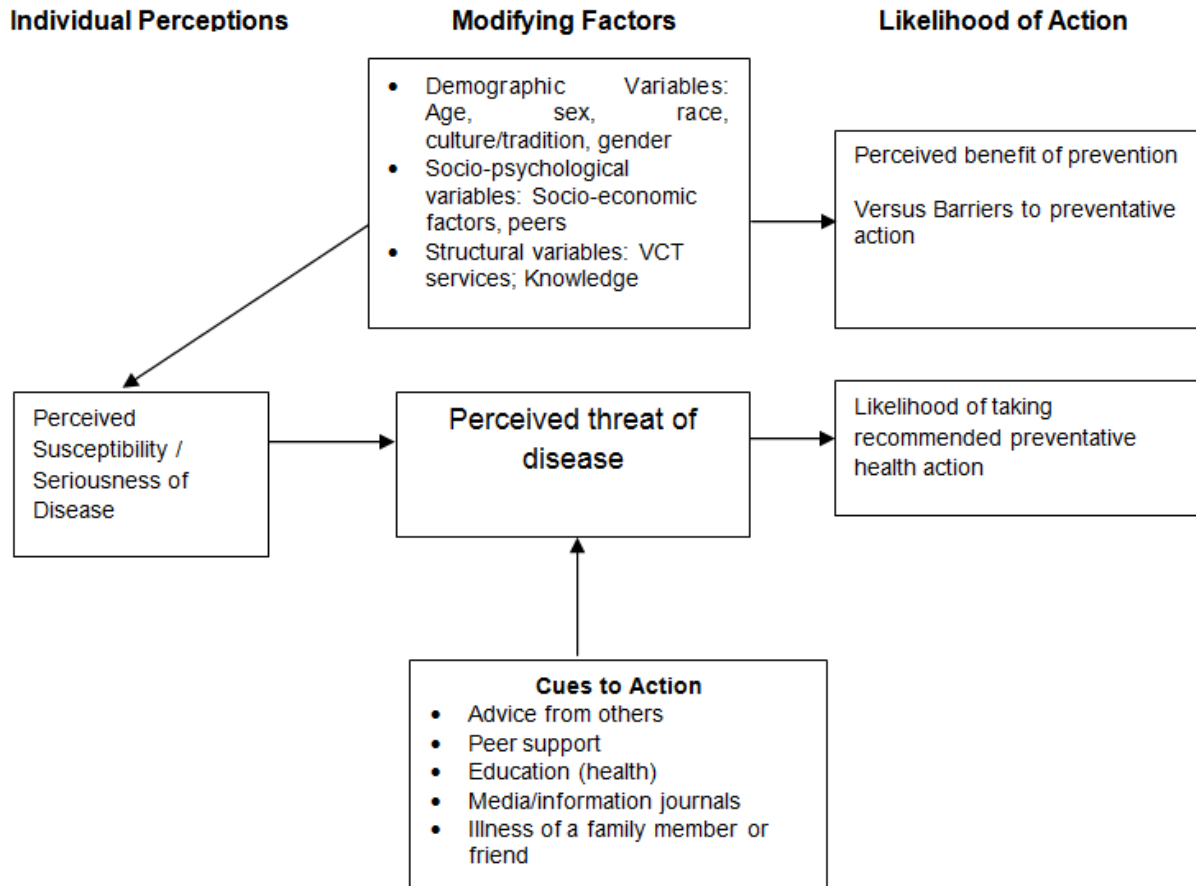 Individual Perceptions
Modifying Factors
Likelihood of Action
• Demographic Variables:
Age, sex, race,
culture/tradition, gender
• Socio-psychological
variables: Socio-economic
factors, peers
• Structural variables: VCT
services; Knowledge
Perceived benefit of prevention
Versus Barriers to preventative
action
Perceived
Susceptibility /
Seriousness of
Disease
Perceived threat of
disease
Likelihood of taking
recommended preventative
health action
Cues to Action
• Advice from others
• Peer support
• Education (health)
• Media/information journals
• Illness of a family member or
friend